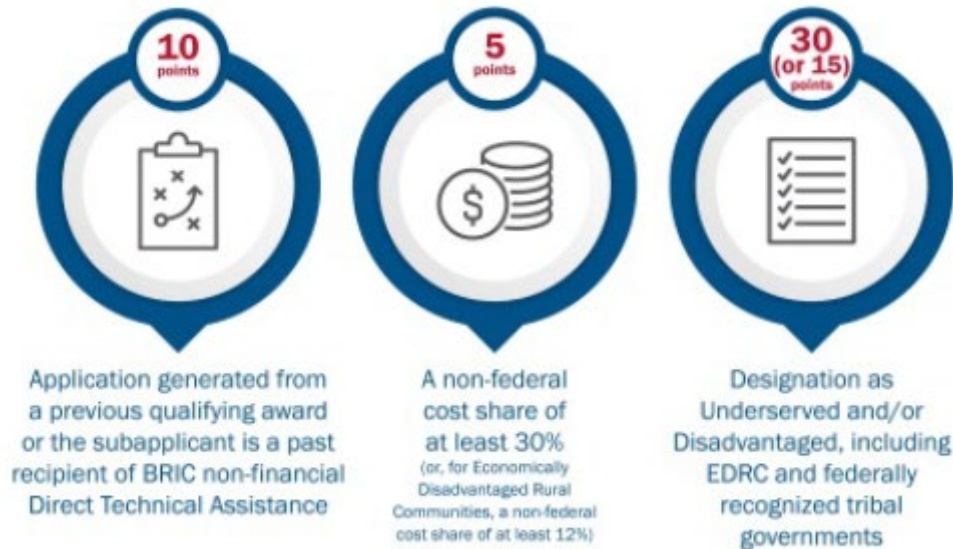 10
points
Application generated from
a previous qualifying award
or the subapplicant is a past
recipient of BRIC non-financial
Direct Technical Assistance
5
points
$
A non-federal
cost share of
at least 30%
(or, for Economically
Disadvantaged Rural
Communities, a non-federal
cost share of at least 12%)
30
(or 15)
points
Designation as
Underserved and/or
Disadvantaged, including
EDRC and federally
recognized tribal
governments